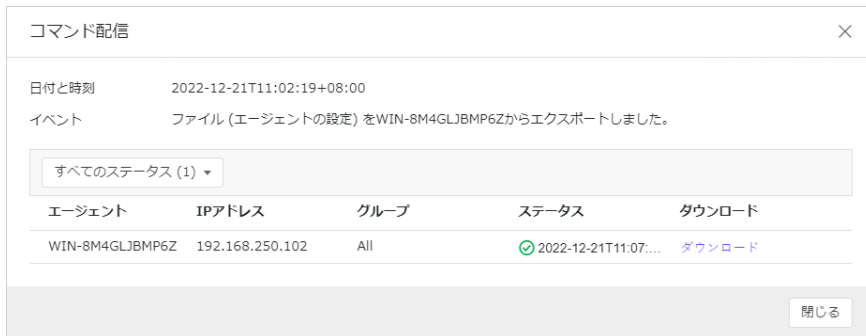 コマンド配信
日付と時刻 2022-12-21T11:02:19+08:00
イベント ファイル (エージェントの設定) をWIN-8M4GLJBMP6Zからエクスポートしました。
すべてのステータス (1)
エージェント IPアドレス グループ ステータス ダウンロード
WIN-8M4GLJBMP6Z 192.168.250.102 All 2022-12-21T11:07:... ダウンロード
閉じる